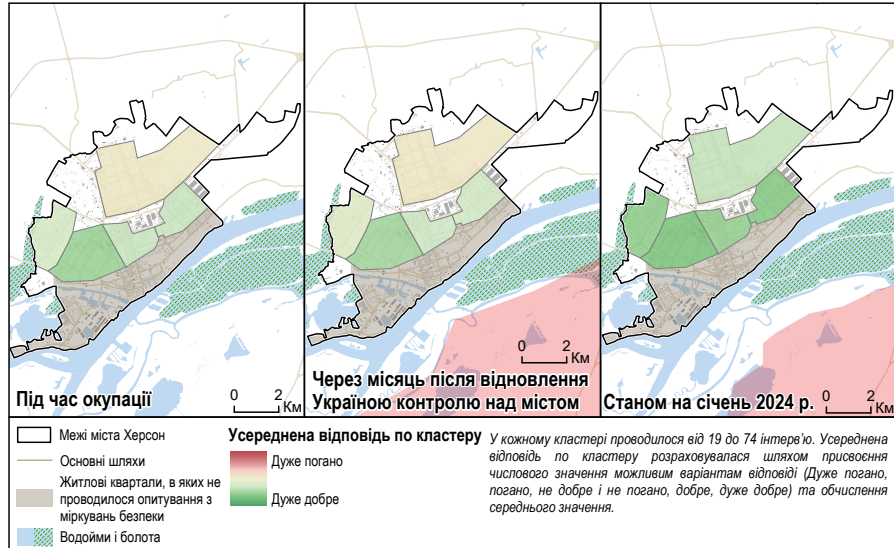 Під час окупації
0 2
Км
Через місяць після відновлення
Україною контролю над містом
0 2
Км
Станом на січень 2024 р.
0 2
Км
Межі міста Херсон
Основні шляхи
Житлові квартали, в яких не
проводилося опитування з
міркувань безпеки
Водойми і болота
Усереднена відповідь по кластеру
Дуже погано
Дуже добре
У кожному кластері проводилося від 19 до 74 інтерв'ю. Усереднена
відповідь по кластеру розраховувалася шляхом присвоєння
числового значення можливим варіантам відповіді (Дуже погано,
погано, не добре і не погано, добре, дуже добре) та обчислення
середнього значення.